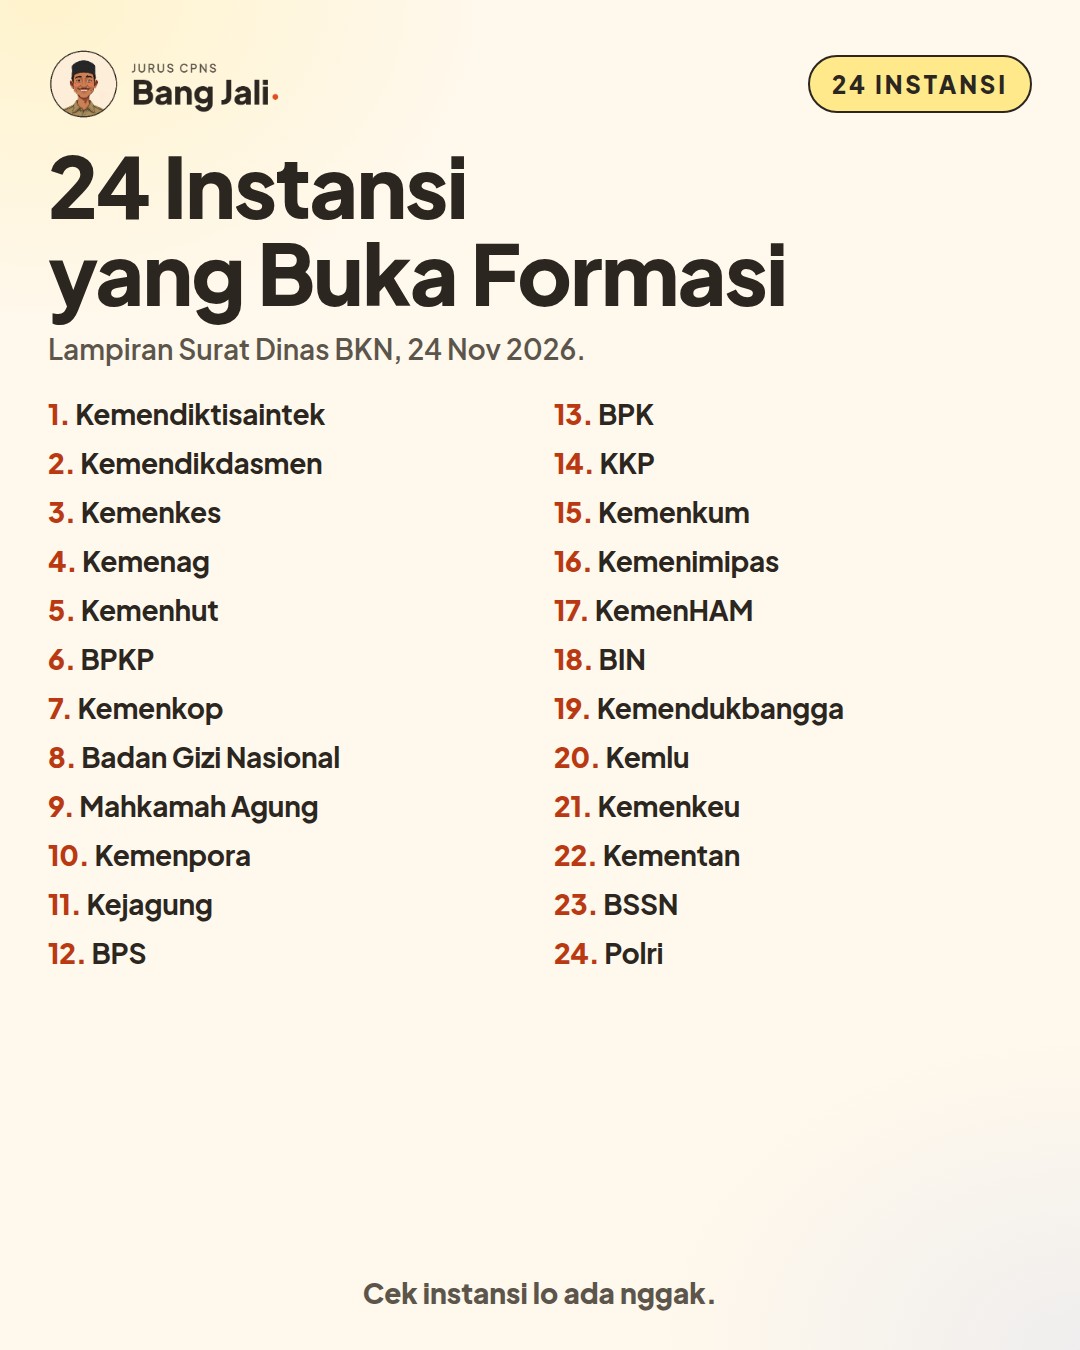 JURUS CPNS
Bang Jali.
24 INSTANSI
24 Instansi
yang Buka Formasi
Lampiran Surat Dinas BKN, 24 Nov 2026.
1. Kemendiktisaintek
2. Kemendikdasmen
3. Kemenkes
4. Kemenag
5. Kemenhut
6. BPKP
7. Kemenkop
8. Badan Gizi Nasional
9. Mahkamah Agung
10. Kemenpora
11. Kejagung
12. BPS
13. BPK
14. KKP
15. Kemenkum
16. Kemenimipas
17. KemenHAM
18. BIN
19. Kemendukbangga
20. Kemlu
21. Kemenkeu
22. Kementan
23. BSSN
24. Polri
Cek instansi lo ada nggak.